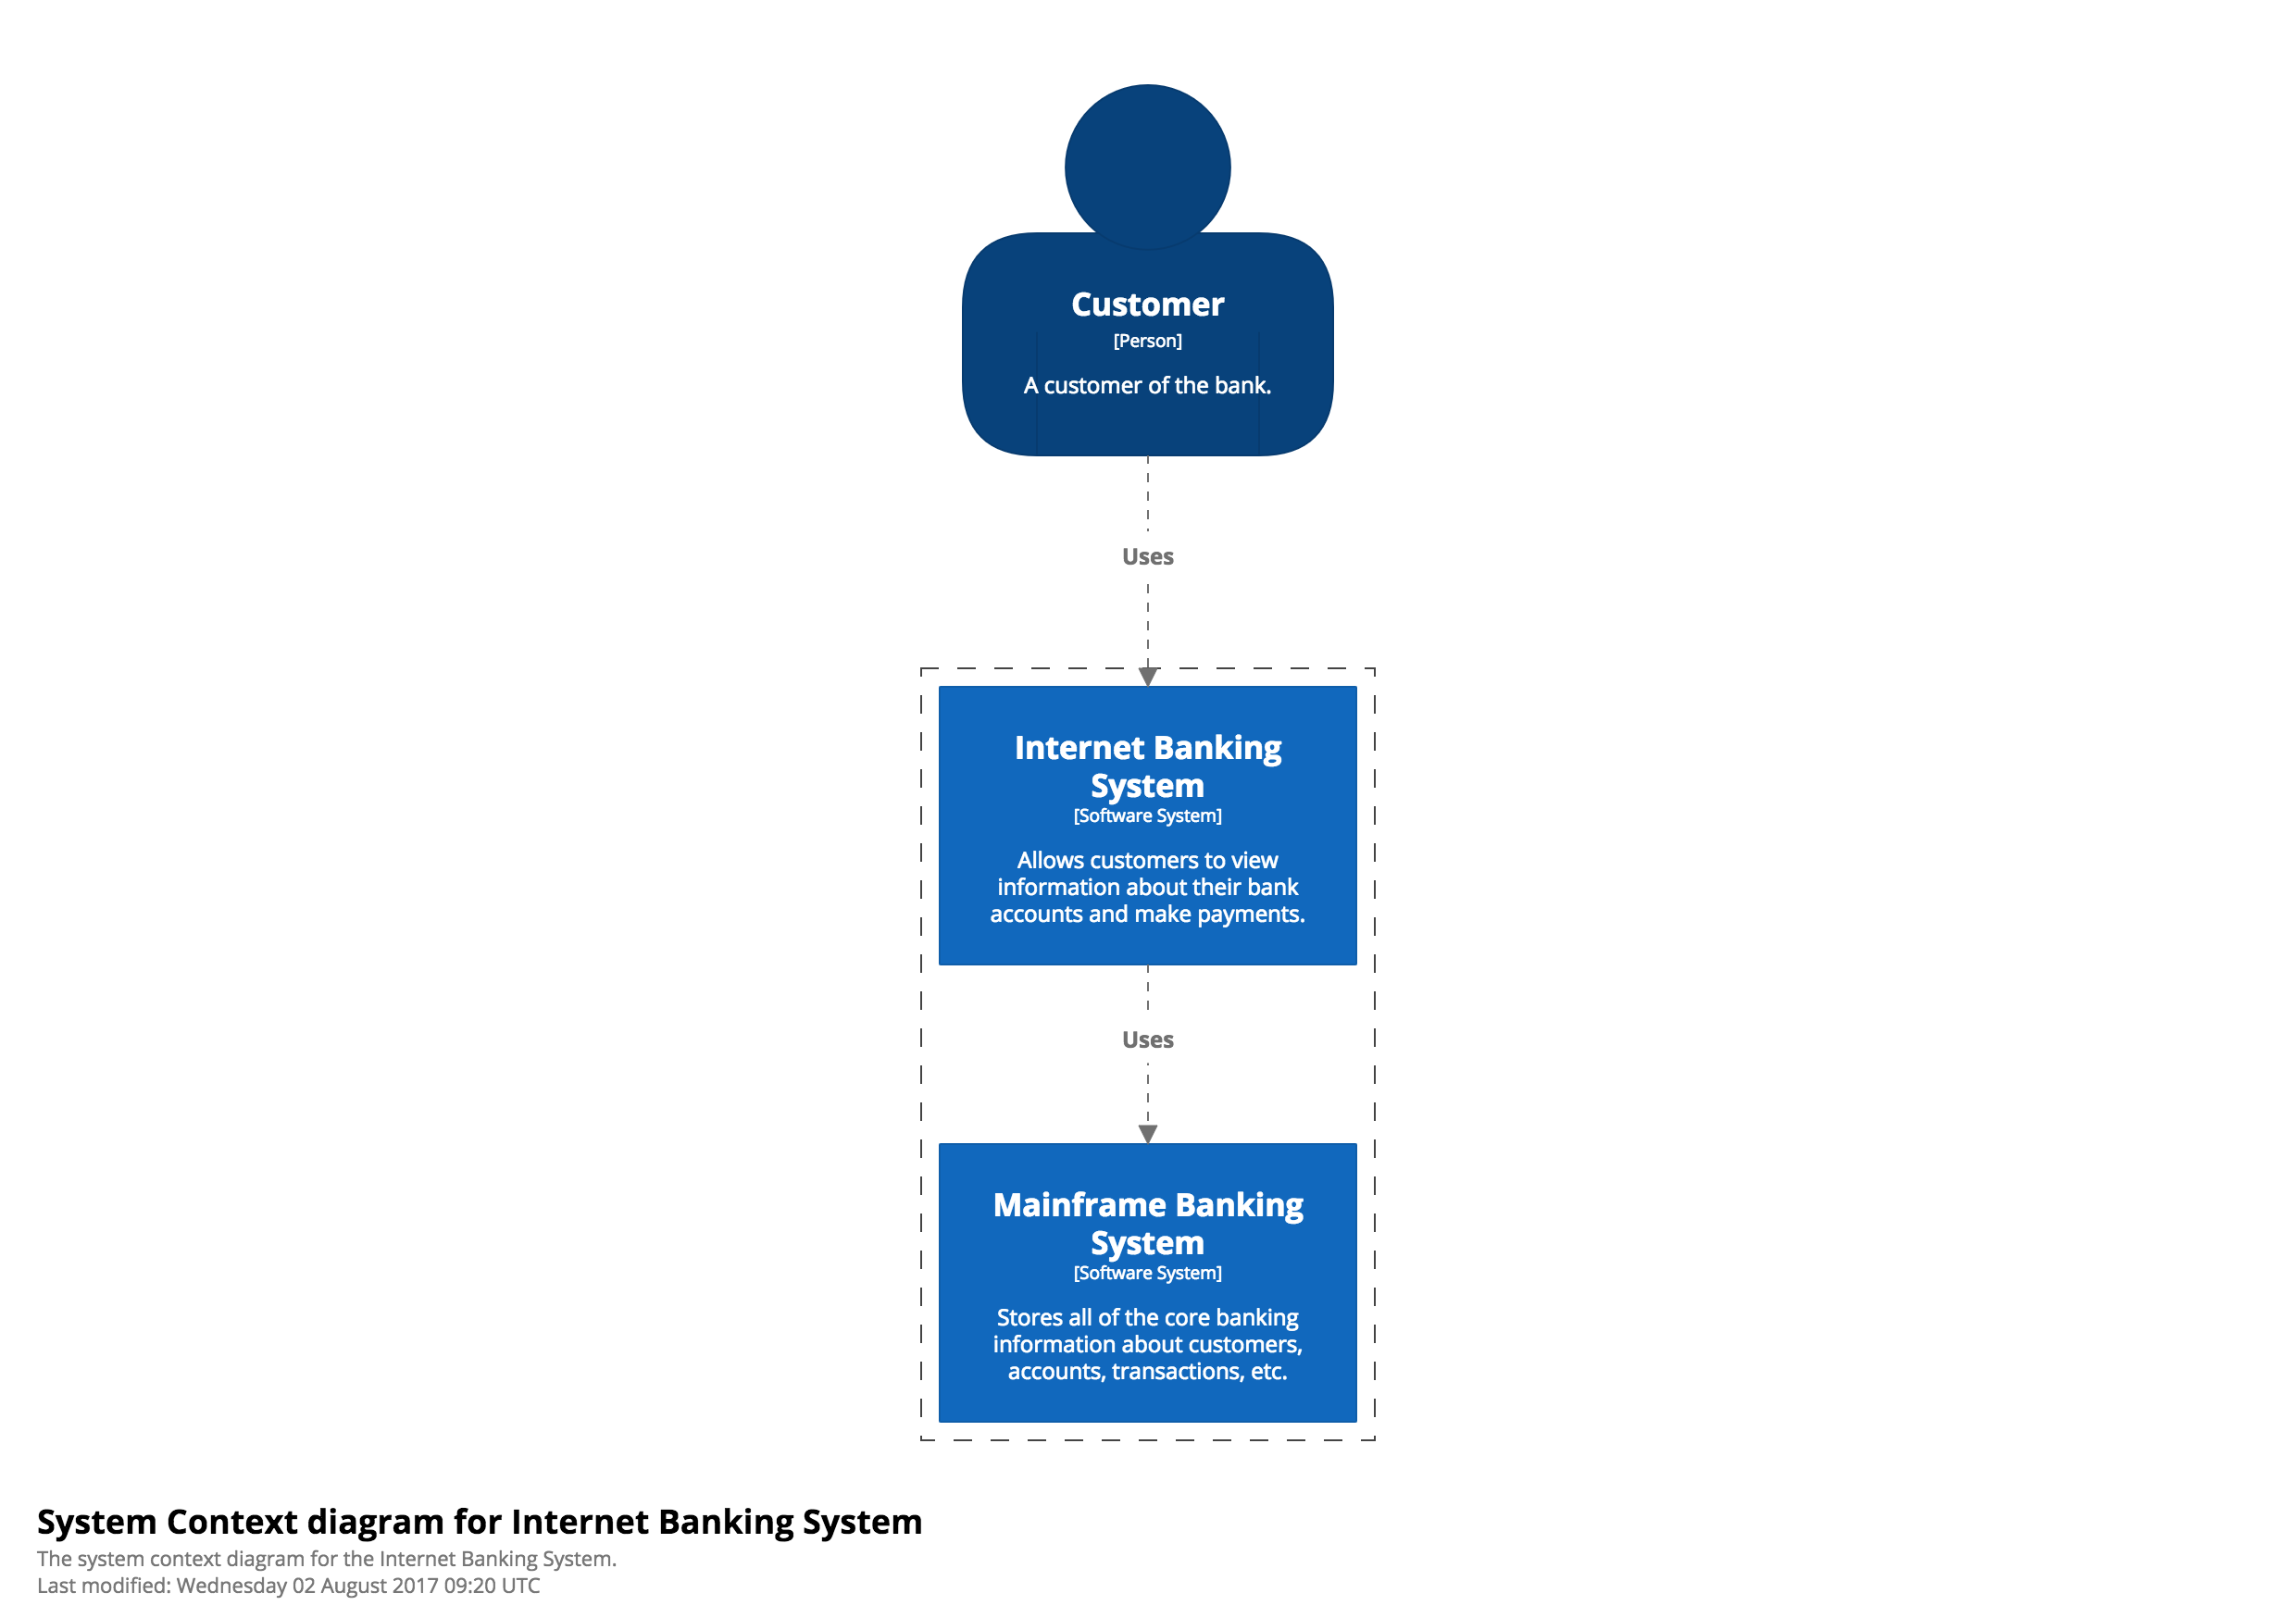 Customer
[Person]
A customer of the bank.
Uses
Internet Banking
System
[Software System]
Allows customers to view
information about their bank
accounts and make payments.
Uses
Mainframe Banking
System
[Software System]
Stores all of the core banking
information about customers,
accounts, transactions, etc.
System Context diagram for Internet Banking System
The system context diagram for the Internet Banking System.
Last modified: Wednesday 02 August 2017 09:20 UTC